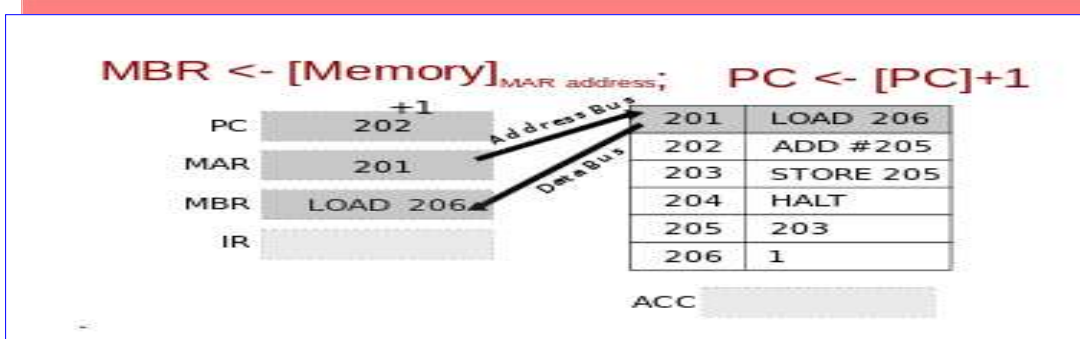 MBR <- [Memory]MAR address; PC <- [PC]+1
+1
PC 202
MAR 201
MBR LOAD 206
IR
Address Bus
Data Bus
201 LOAD 206
202 ADD #205
203 STORE 205
204 HALT
205 203
206 1
ACC